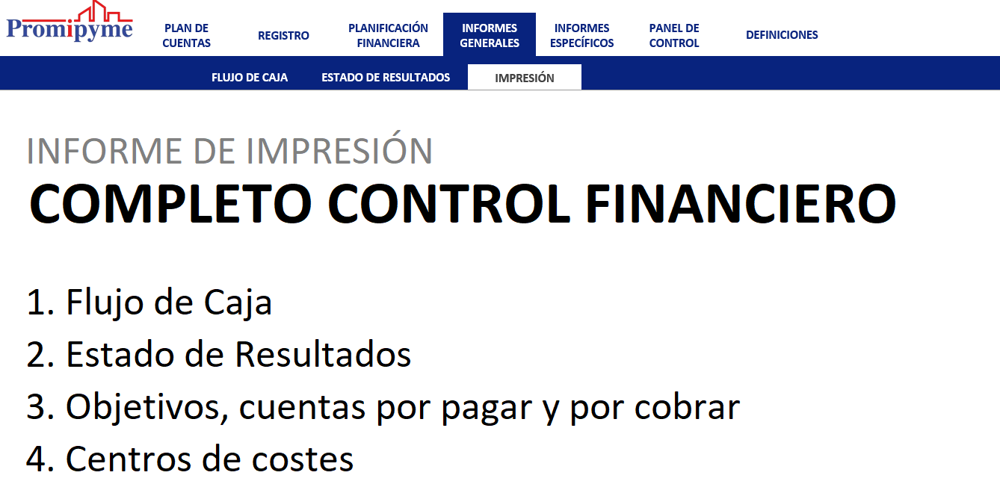 Promipyme
PLAN DE
CUENTAS
REGISTRO
PLANIFICACIÓN
FINANCIERA
INFORMES
GENERALES
INFORMES
ESPECÍFICOS
PANEL DE
CONTROL
DEFINICIONES
FLUJO DE CAJA
ESTADO DE RESULTADOS
IMPRESIÓN
INFORME DE IMPRESIÓN
COMPLETO CONTROL FINANCIERO
1. Flujo de Caja
2. Estado de Resultados
3. Objetivos, cuentas por pagar y por cobrar
4. Centros de costes